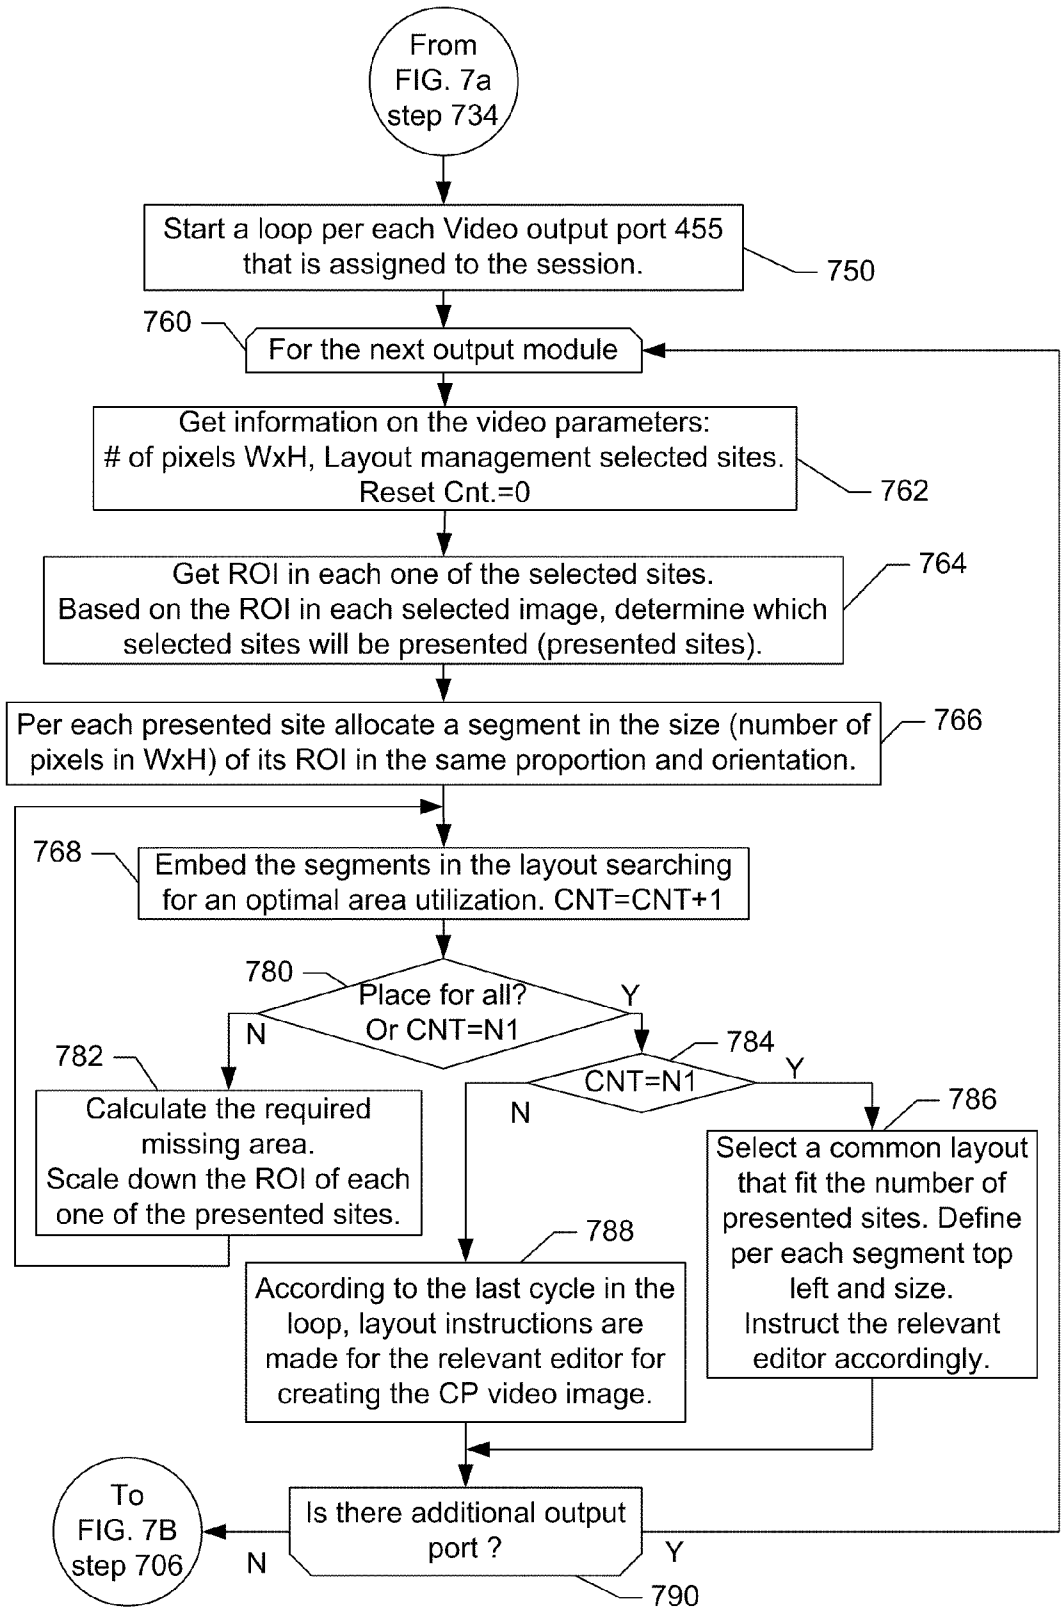 From
FIG. 7a
step 734
Start a loop per each Video output port 455
that is assigned to the session.
750
760
For the next output module
Get information on the video parameters:
# of pixels WxH, Layout management selected sites.
Reset Cnt.=0
762
Get ROI in each one of the selected sites.
Based on the ROI in each selected image, determine which
selected sites will be presented (presented sites).
764
Per each presented site allocate a segment in the size (number of
pixels in WxH) of its ROI in the same proportion and orientation.
766
768
Embed the segments in the layout searching
for an optimal area utilization. CNT=CNT+1
780
Place for all?
Or CNT=N1
N
Y
782
Calculate the required
missing area.
Scale down the ROI of each
one of the presented sites.
784
CNT=N1
N
Y
786
Select a common layout
that fit the number of
presented sites. Define
per each segment top
left and size.
Instruct the relevant
editor accordingly.
788
According to the last cycle in the
loop, layout instructions are
made for the relevant editor for
creating the CP video image.
Is there additional output
port ?
N
Y
790
To
FIG. 7B
step 706